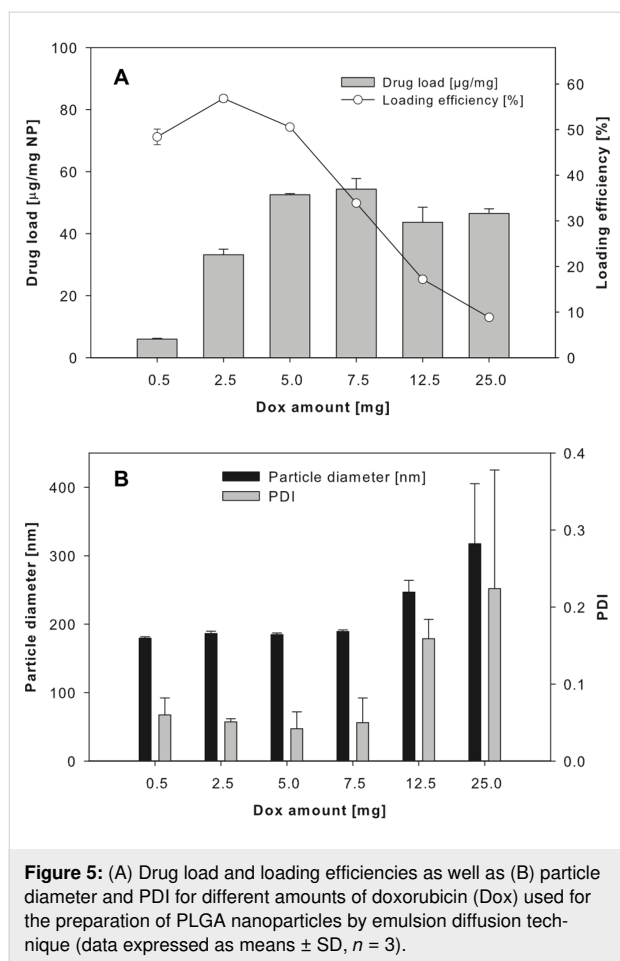 A
Drug load [µg/mg]
Loading efficiency [%]
Drug load [µg/mg NP]
100
80
60
40
20
0
60
50
40
30
20
10
0
Loading efficiency [%]
0.5 2.5 5.0 7.5 12.5 25.0
Dox amount [mg]
B
Particle diameter [nm]
PDI
Particle diameter [nm]
400
300
200
100
0
0.4
0.3
0.2
0.1
0.0
PDI
0.5 2.5 5.0 7.5 12.5 25.0
Dox amount [mg]
Figure 5: (A) Drug load and loading efficiencies as well as (B) particle
diameter and PDI for different amounts of doxorubicin (Dox) used for
the preparation of PLGA nanoparticles by emulsion diffusion tech-
nique (data expressed as means ± SD, n = 3).